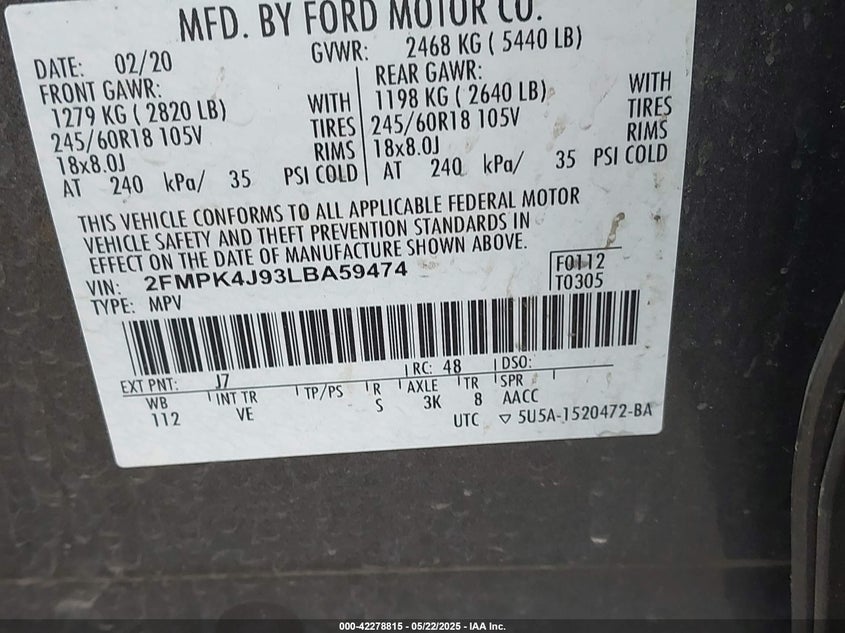 MFD. BY FORD MOTOR CO.
DATE: 02/20
GVWR: 2468 KG ( 5440 LB)
FRONT GAWR:
1279 KG ( 2820 LB)
WITH
245/60R18 105V
TIRES
18x8.0J
RIMS
AT 240 kPa/ 35 PSI COLD
REAR GAWR:
1198 KG ( 2640 LB)
WITH
245/60R18 105V
TIRES
18x8.0J
RIMS
AT 240 kPa/ 35 PSI COLD
THIS VEHICLE CONFORMS TO ALL APPLICABLE FEDERAL MOTOR
VEHICLE SAFETY AND THEFT PREVENTION STANDARDS IN
EFFECT ON THE DATE OF MANUFACTURE SHOWN ABOVE.
VIN: 2FMPK4J93LBA59474
F0112
TYPE: MPV
T0305
EXT PNT: J7 RC: 48 DSO:
WB INT TR TP/PS R AXLE TR SPR
112 VE S 3K 8 AACC
UTC ▽ 5U5A-1520472-BA
000-42278815 - 05/22/2025 - IAA Inc.